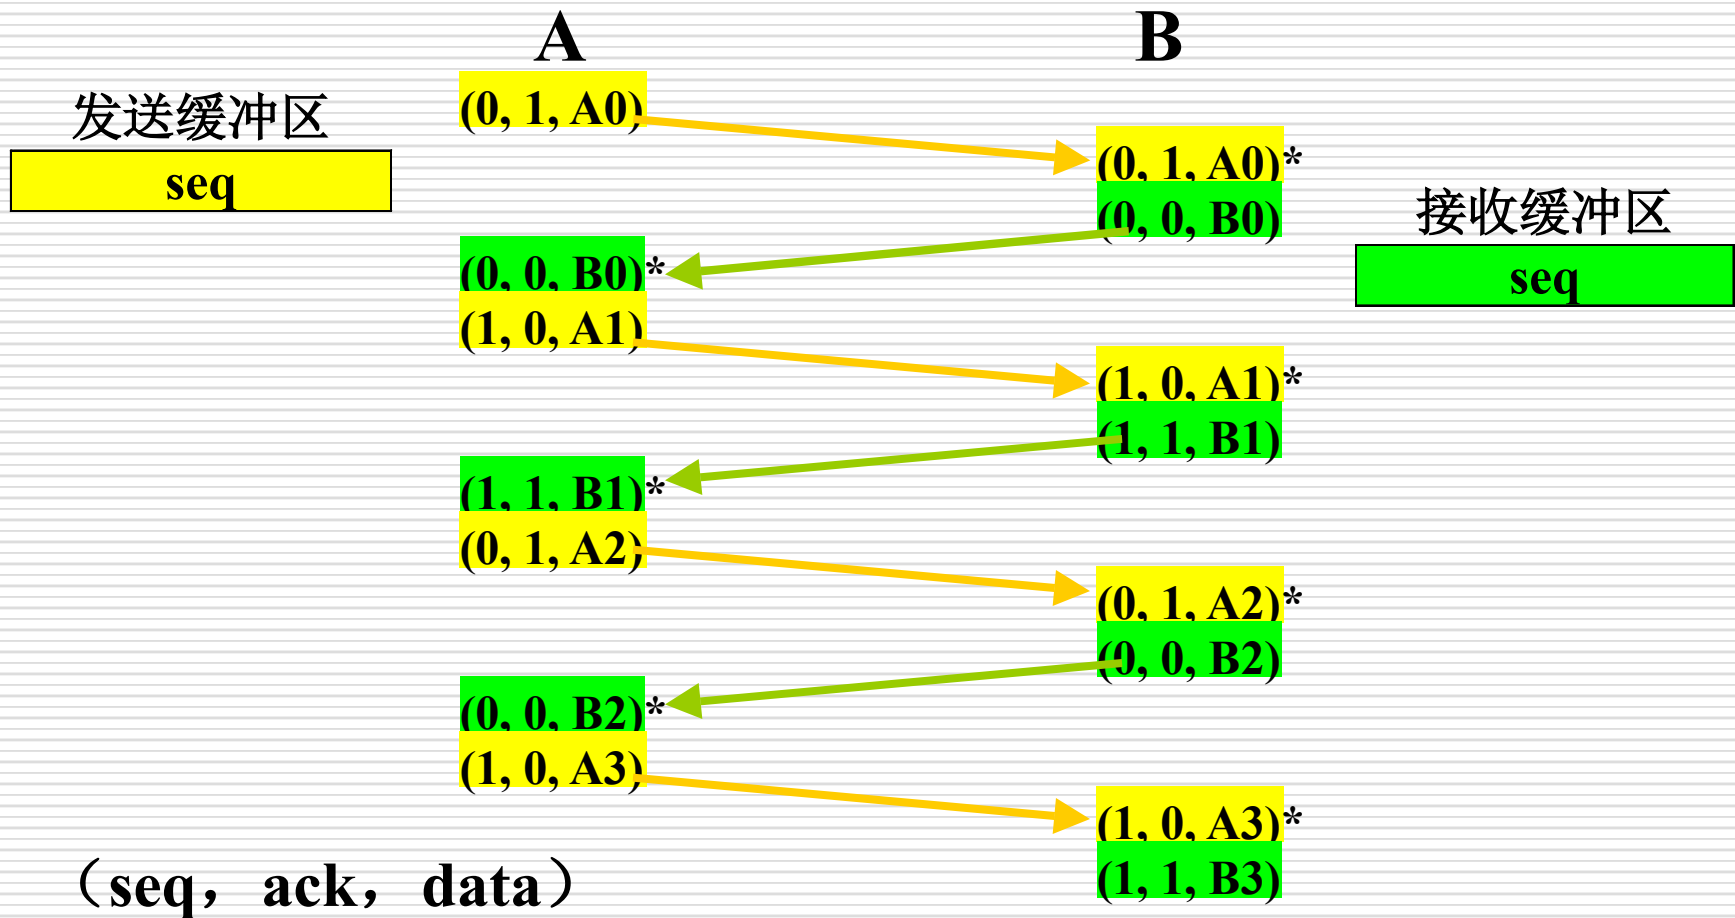 A
B
(0, 1, A0)
发送缓冲区
(0, 1, A0)*
seq
(0, 0, B0)
接收缓冲区
(0, 0, B0)*
seq
(1, 0, A1)
(1, 0, A1)*
(1, 1, B1)
(1, 1, B1)*
(0, 1, A2)
(0, 1, A2)*
(0, 0, B2)
(0, 0, B2)*
(1, 0, A3)
(1, 0, A3)*
(1, 1, B3)
（seq，ack，data）